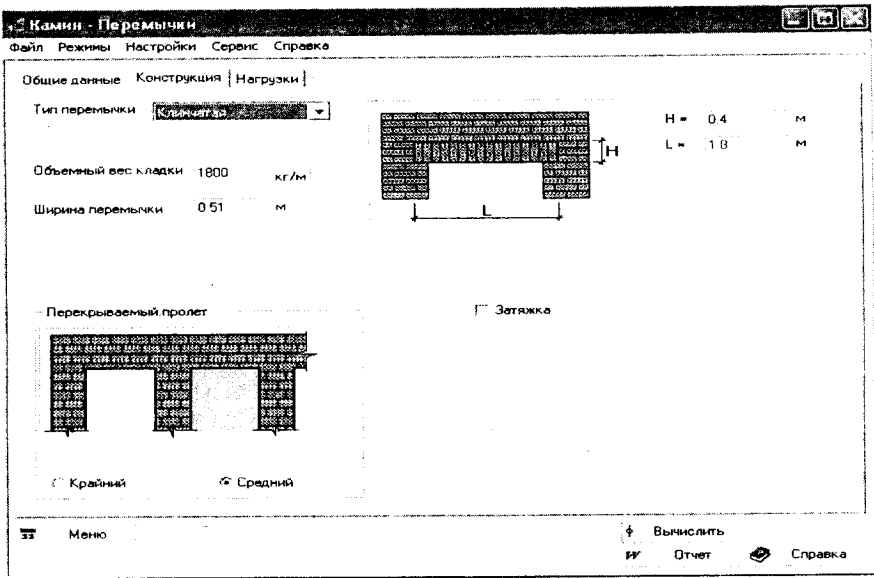 Камин - Перемычки
Файл Режимы Настройки Сервис Справка
Общие данные Конструкция Нагрузки
Тип перемычки Клинчатая
H = 0.4 м
L = 1.8 м
H
L
Объемный вес кладки 1800 кг/м
Ширина перемычки 0.51 м
Перекрываемый пролет
Затяжка
Крайний Средний
Меню
Вычислить
W Отчет Справка